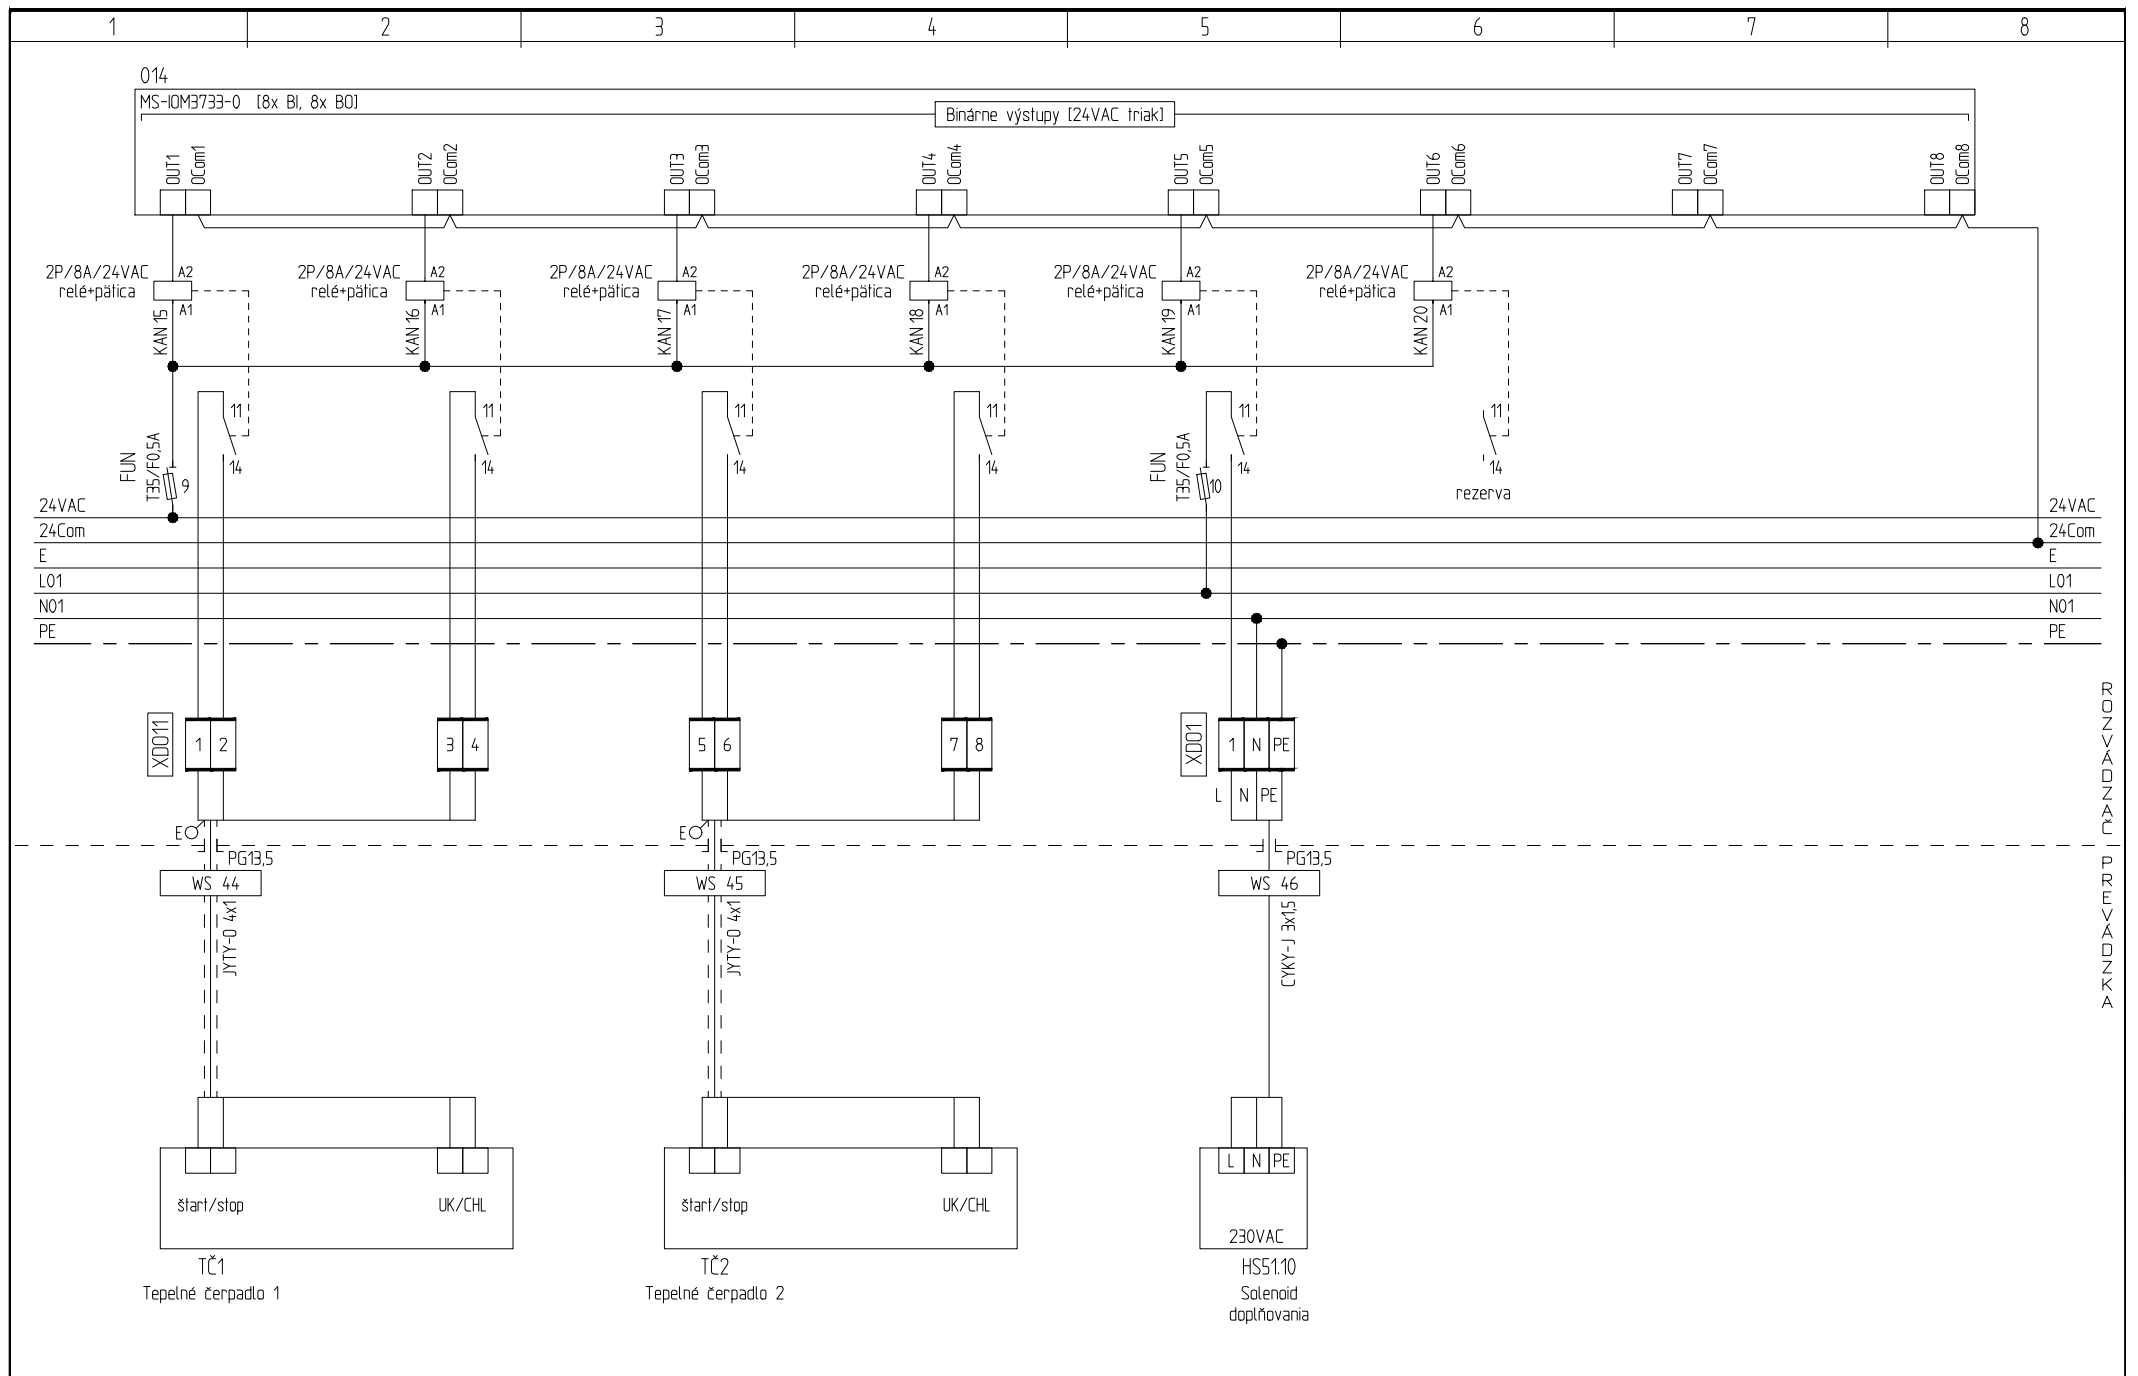 1 2 3 4 5 6 7 8
014
MS-IOM3733-0 [8x BI, 8x BO]
Binárne výstupy [24VAC triak]
OUT1 OCom1 OUT2 OCom2 OUT3 OCom3 OUT4 OCom4 OUT5 OCom5 OUT6 OCom6 OUT7 OCom7 OUT8 OCom8
2P/8A/24VAC A2 2P/8A/24VAC A2 2P/8A/24VAC A2 2P/8A/24VAC A2 2P/8A/24VAC A2 2P/8A/24VAC A2
relé+pätica relé+pätica relé+pätica relé+pätica relé+pätica relé+pätica
A1 A1 A1 A1 A1 A1
KAN 15 KAN 16 KAN 17 KAN 18 KAN 19 KAN 20
11 11 11 11 11 11
14 14 14 14 14 14
FUN T35/F0,5A 9 FUN T35/F0,5A 10
rezerva
24VAC 24VAC
24Com 24Com
E E
L01 L01
N01 N01
PE PE
XD011 1 2 3 4 5 6 7 8 XD01 1 N PE
L N PE
E E
ROZVÁDZAČ
PG13,5 PG13,5 PG13,5
PREVÁDZKA
WS 44 WS 45 WS 46
JYTY-O 4x1 JYTY-O 4x1 CYKY-J 3x1,5
L N PE
štart/stop UK/CHL štart/stop UK/CHL
230VAC
TČ1 TČ2 HS51.10
Tepelné čerpadlo 1 Tepelné čerpadlo 2 Solenoid
doplňovania